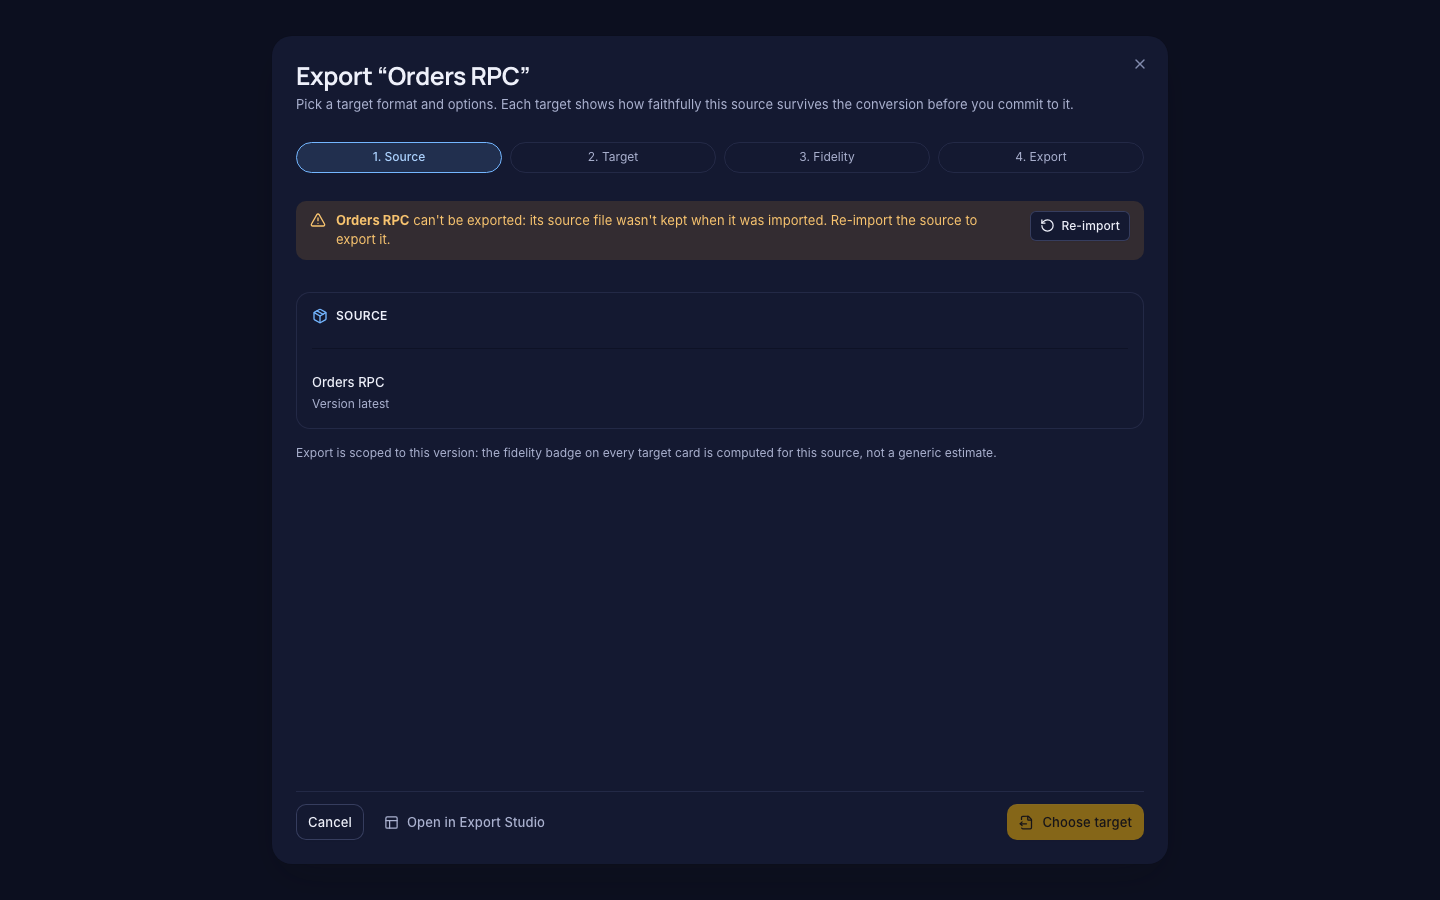 Export “Orders RPC”
Pick a target format and options. Each target shows how faithfully this source survives the conversion before you commit to it.
1. Source
2. Target
3. Fidelity
4. Export
Orders RPC can't be exported: its source file wasn't kept when it was imported. Re-import the source to
export it.
Re-import
SOURCE
Orders RPC
Version latest
Export is scoped to this version: the fidelity badge on every target card is computed for this source, not a generic estimate.
Cancel
Open in Export Studio
Choose target